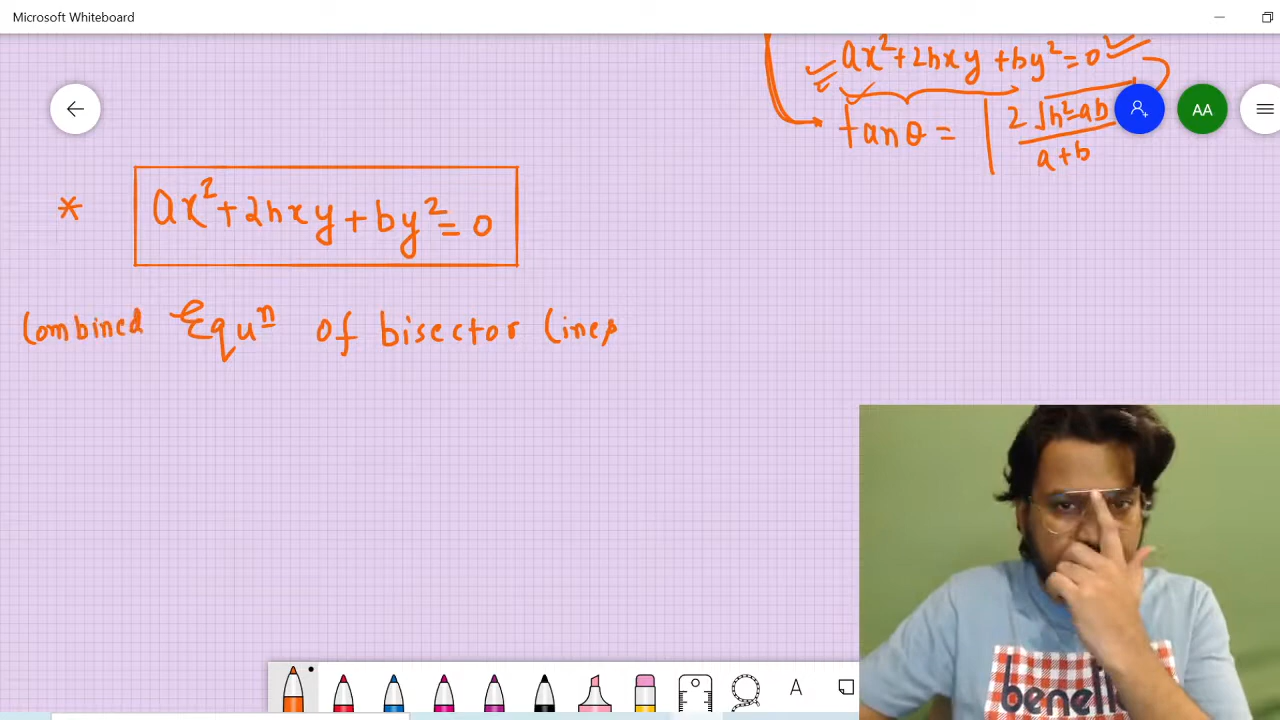 Microsoft Whiteboard
ax²+2hxy+by²=0
tanθ = | 2√h²-ab / a+b
AA
* ax²+2hxy+by²=0
Combined Equⁿ of bisector lines
A
benett